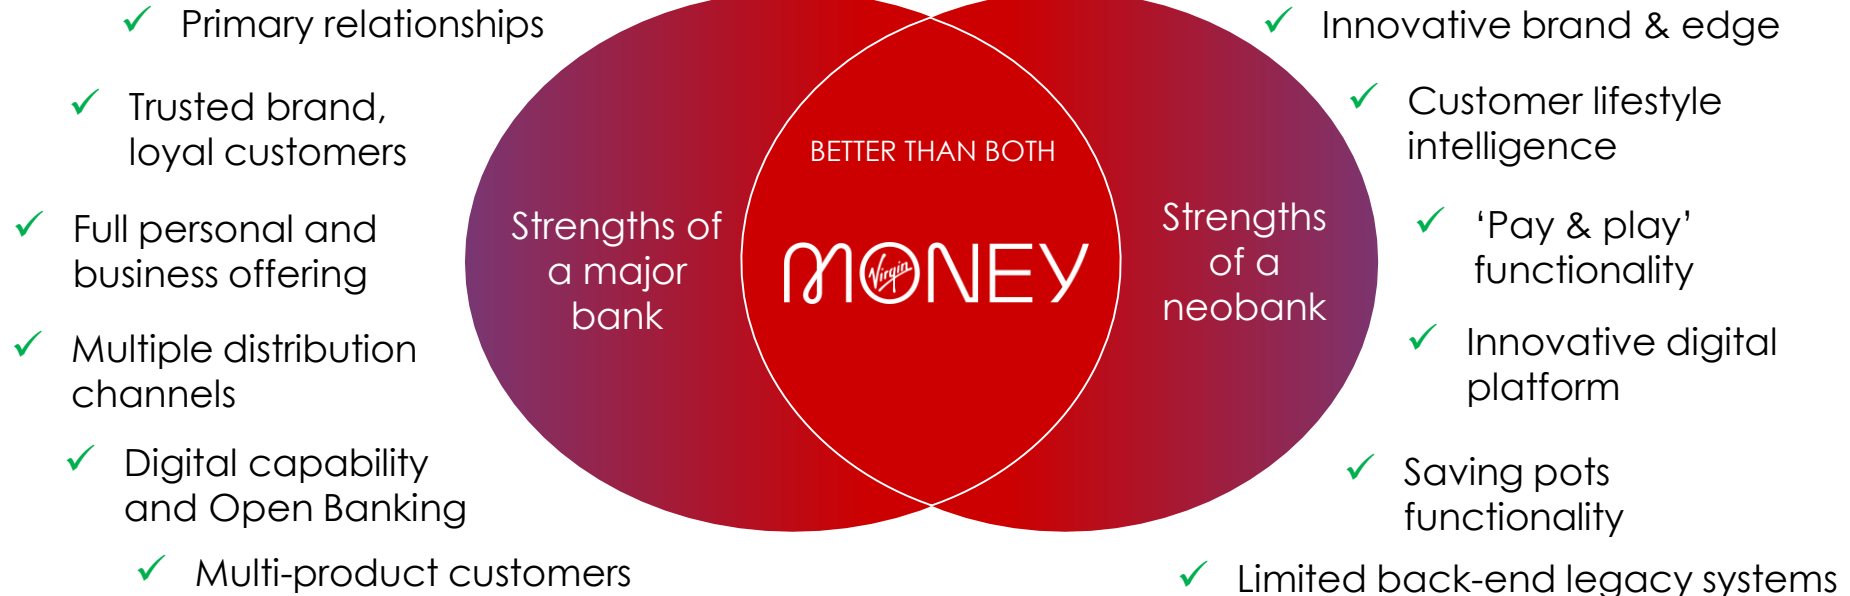 Primary relationships
Trusted brand,
loyal customers
Full personal and
business offering
Multiple distribution
channels
Digital capability
and Open Banking
Multi-product customers
Strengths of
a major
bank
BETTER THAN BOTH
Virgin
MONEY
Strengths
of a
neobank
Innovative brand & edge
Customer lifestyle
intelligence
‘Pay & play’
functionality
Innovative digital
platform
Saving pots
functionality
Limited back-end legacy systems